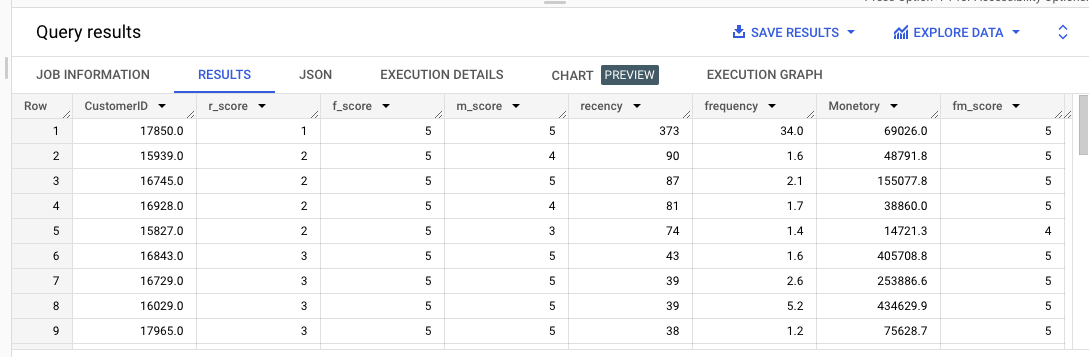 Query results SAVE RESULTS EXPLORE DATA
JOB INFORMATION RESULTS JSON EXECUTION DETAILS CHART PREVIEW EXECUTION GRAPH
Row CustomerID r_score f_score m_score recency frequency Monetory fm_score
1 17850.0 1 5 5 373 34.0 69026.0 5
2 15939.0 2 5 4 90 1.6 48791.8 5
3 16745.0 2 5 5 87 2.1 155077.8 5
4 16928.0 2 5 4 81 1.7 38860.0 5
5 15827.0 2 5 3 74 1.4 14721.3 4
6 16843.0 3 5 5 43 1.6 405708.8 5
7 16729.0 3 5 5 39 2.6 253886.6 5
8 16029.0 3 5 5 39 5.2 434629.9 5
9 17965.0 3 5 5 38 1.2 75628.7 5